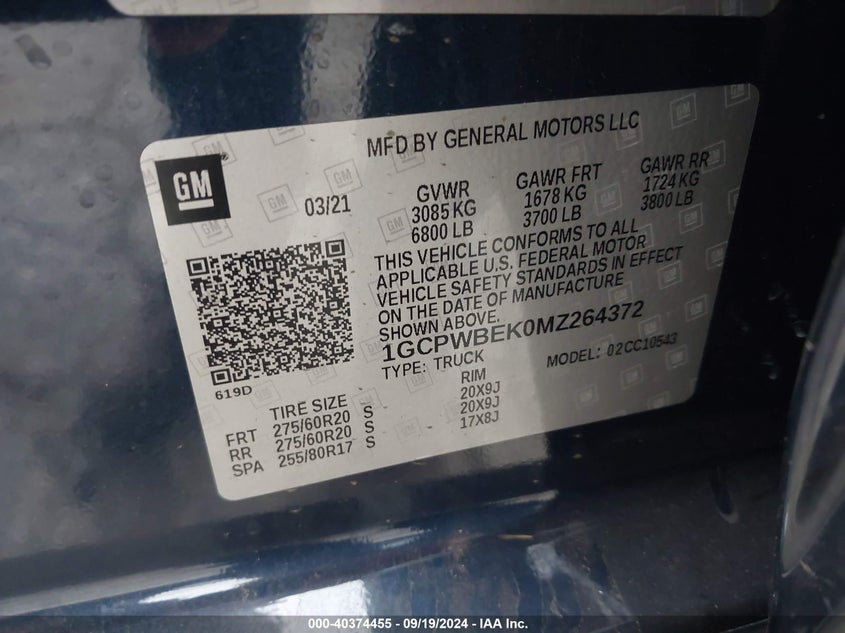 MFD BY GENERAL MOTORS LLC
GM
03/21
GVWR
3085 KG
6800 LB
GAWR FRT
1678 KG
3700 LB
GAWR RR
1724 KG
3800 LB
THIS VEHICLE CONFORMS TO ALL
APPLICABLE U.S. FEDERAL MOTOR
VEHICLE SAFETY STANDARDS IN EFFECT
ON THE DATE OF MANUFACTURE
SHOWN ABOVE.
1GCPWBEK0MZ264372
TYPE: TRUCK
MODEL: 02CC10543
619D
TIRE SIZE RIM
FRT 275/60R20 S 20X9J
RR 275/60R20 S 20X9J
SPA 255/80R17 S 17X8J
000-40374455 - 09/19/2024 - IAA Inc.